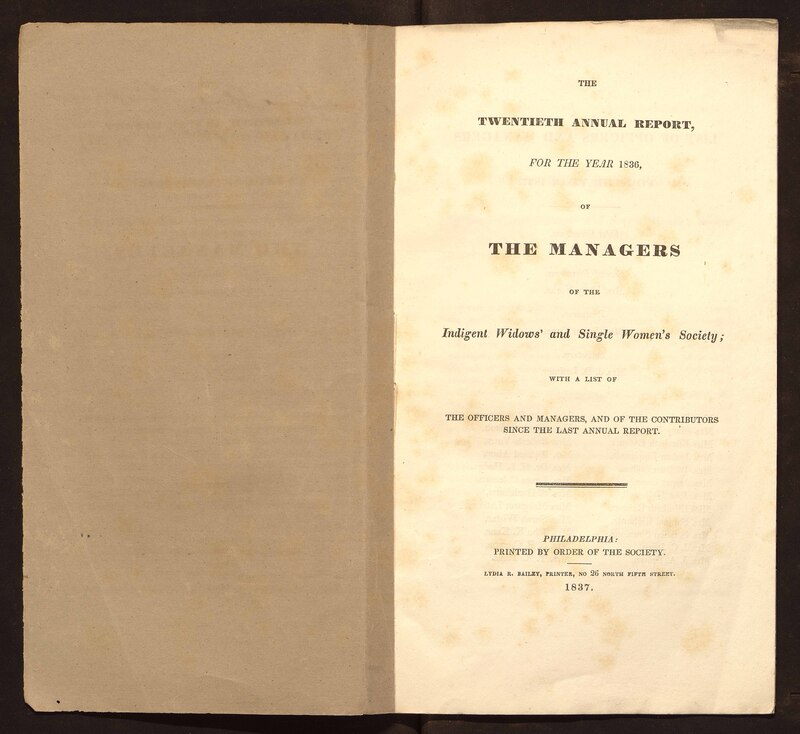 THE
TWENTIETH ANNUAL REPORT,
FOR THE YEAR 1836,
OF
THE MANAGERS
OF THE
Indigent Widows' and Single Women's Society;
WITH A LIST OF
THE OFFICERS AND MANAGERS, AND OF THE CONTRIBUTORS
SINCE THE LAST ANNUAL REPORT.
PHILADELPHIA:
PRINTED BY ORDER OF THE SOCIETY.
LYDIA R. BAILEY, PRINTER, NO 26 NORTH FIFTH STREET.
1837.